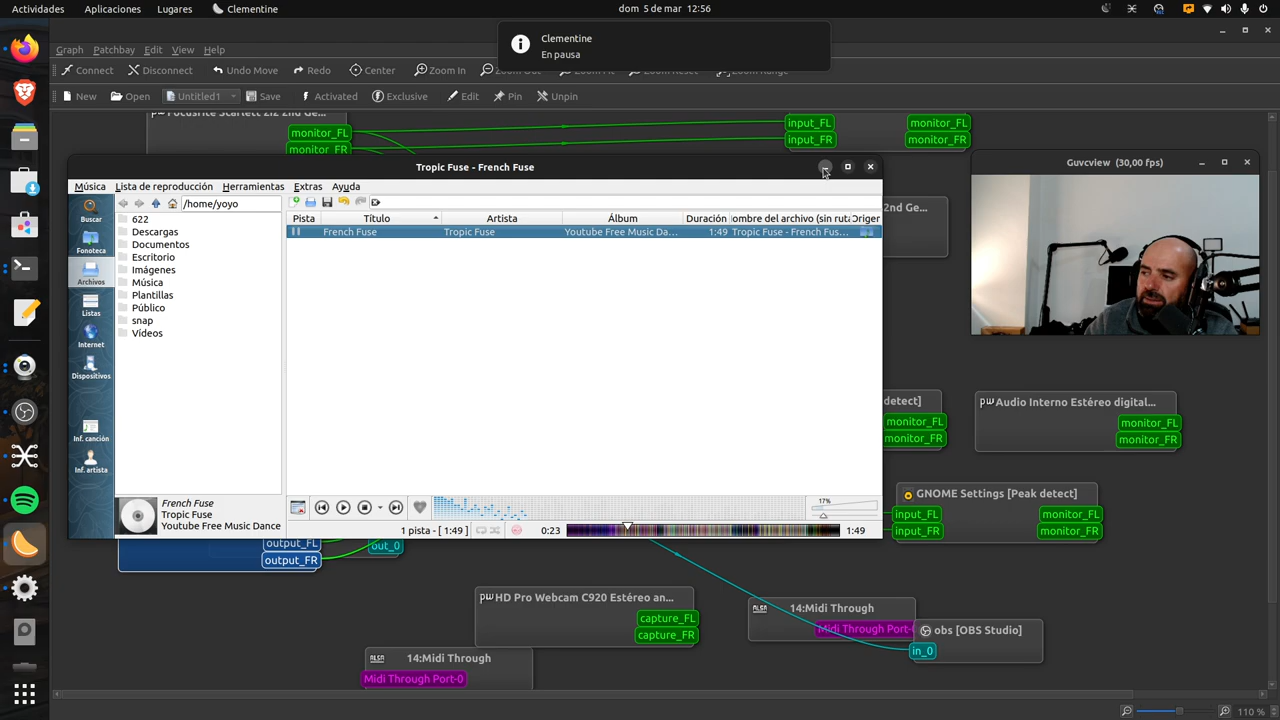 Actividades Aplicaciones Lugares Clementine dom 5 de mar 12:56
Clementine
En pausa
Graph Patchbay Edit View Help
Connect Disconnect Undo Move Redo Center Zoom In
New Open Untitled1 Save Activated Exclusive Edit Pin Unpin
monitor_FL input_FL monitor_FL
monitor_FR input_FR monitor_FR
Tropic Fuse - French Fuse
Guvcview (30,00 fps)
Música Lista de reproducción Herramientas Extras Ayuda
/home/yoyo
Buscar
Fonoteca
Archivos
Listas
Internet
Dispositivos
Inf. canción
Inf. artista
622
Descargas
Documentos
Escritorio
Imágenes
Música
Plantillas
Público
snap
Vídeos
Pista Título Artista Álbum Duración ombre del archivo (sin ruta Origen
French Fuse Tropic Fuse Youtube Free Music Da... 1:49 Tropic Fuse - French Fus...
2nd Ge...
detect]
monitor_FL
monitor_FR
Audio Interno Estéreo digital...
monitor_FL
monitor_FR
GNOME Settings [Peak detect]
input_FL monitor_FL
input_FR monitor_FR
French Fuse
Tropic Fuse
Youtube Free Music Dance
17%
1 pista - [ 1:49 ] 0:23 1:49
output_FL out_0
output_FR
HD Pro Webcam C920 Estéreo an...
capture_FL
capture_FR
14:Midi Through
Midi Through Port-0
14:Midi Through
Midi Through Port-
obs [OBS Studio]
in_0
110 %